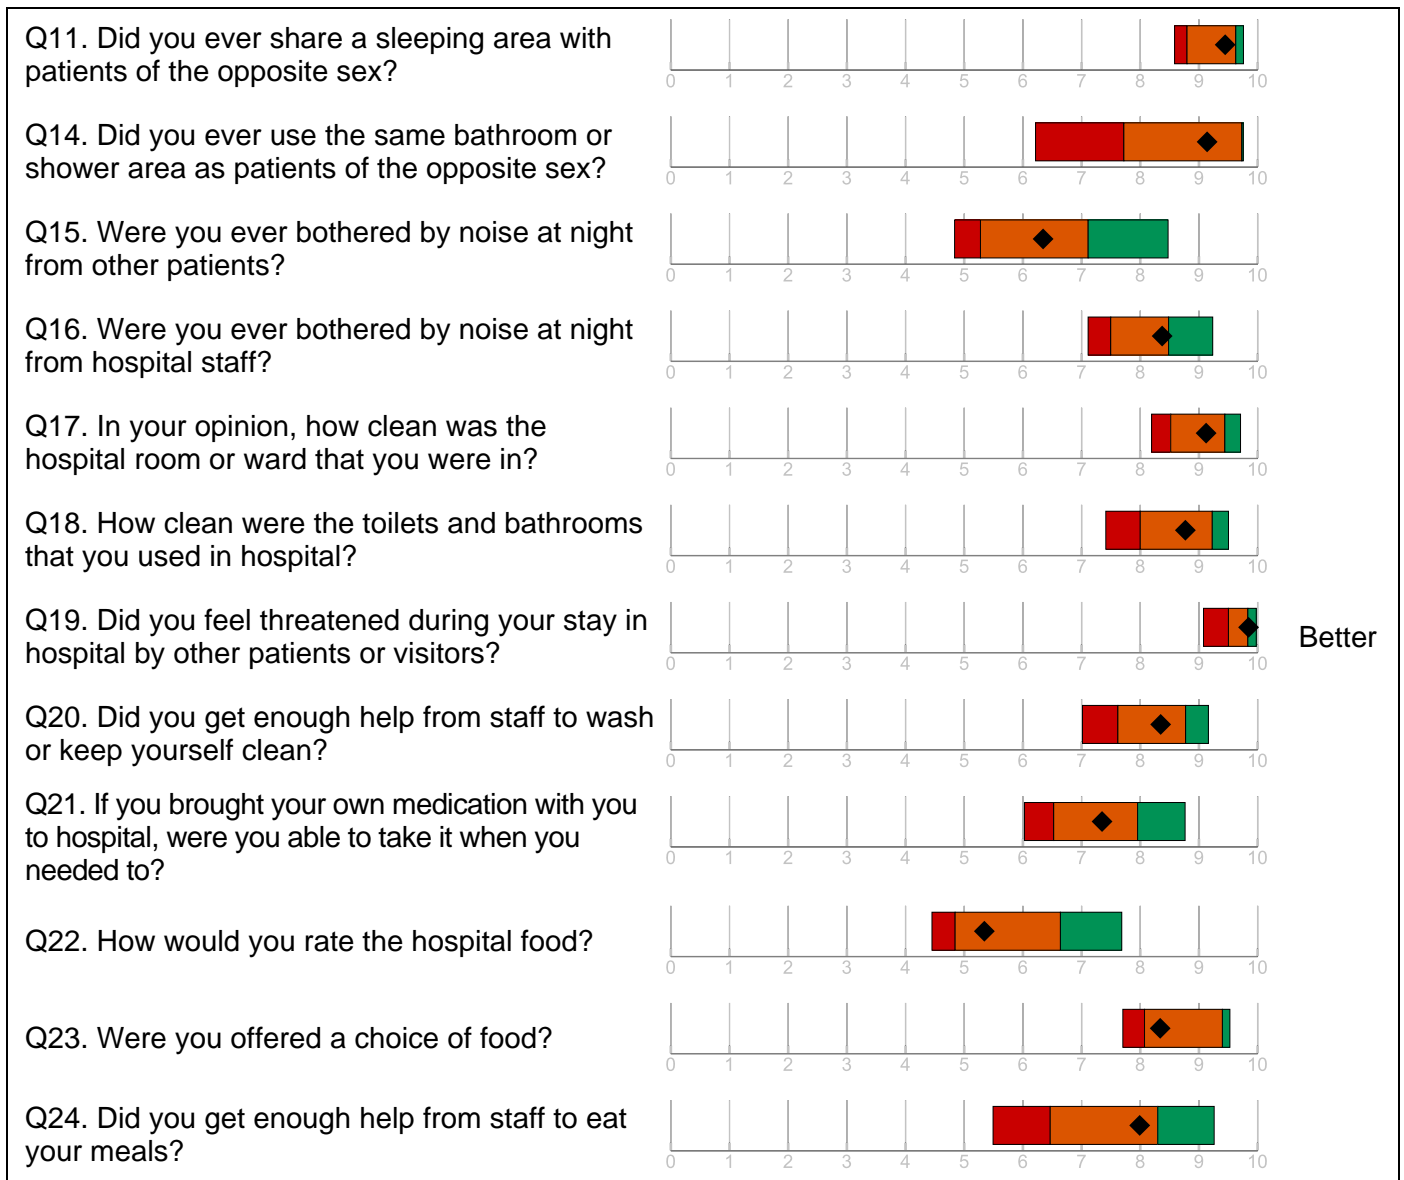 Q11. Did you ever share a sleeping area with
patients of the opposite sex?
0 1 2 3 4 5 6 7 8 9 10
Q14. Did you ever use the same bathroom or
shower area as patients of the opposite sex?
0 1 2 3 4 5 6 7 8 9 10
Q15. Were you ever bothered by noise at night
from other patients?
0 1 2 3 4 5 6 7 8 9 10
Q16. Were you ever bothered by noise at night
from hospital staff?
0 1 2 3 4 5 6 7 8 9 10
Q17. In your opinion, how clean was the
hospital room or ward that you were in?
0 1 2 3 4 5 6 7 8 9 10
Q18. How clean were the toilets and bathrooms
that you used in hospital?
0 1 2 3 4 5 6 7 8 9 10
Q19. Did you feel threatened during your stay in
hospital by other patients or visitors?
Better
0 1 2 3 4 5 6 7 8 9 10
Q20. Did you get enough help from staff to wash
or keep yourself clean?
0 1 2 3 4 5 6 7 8 9 10
Q21. If you brought your own medication with you
to hospital, were you able to take it when you
needed to?
0 1 2 3 4 5 6 7 8 9 10
Q22. How would you rate the hospital food?
0 1 2 3 4 5 6 7 8 9 10
Q23. Were you offered a choice of food?
0 1 2 3 4 5 6 7 8 9 10
Q24. Did you get enough help from staff to eat
your meals?
0 1 2 3 4 5 6 7 8 9 10